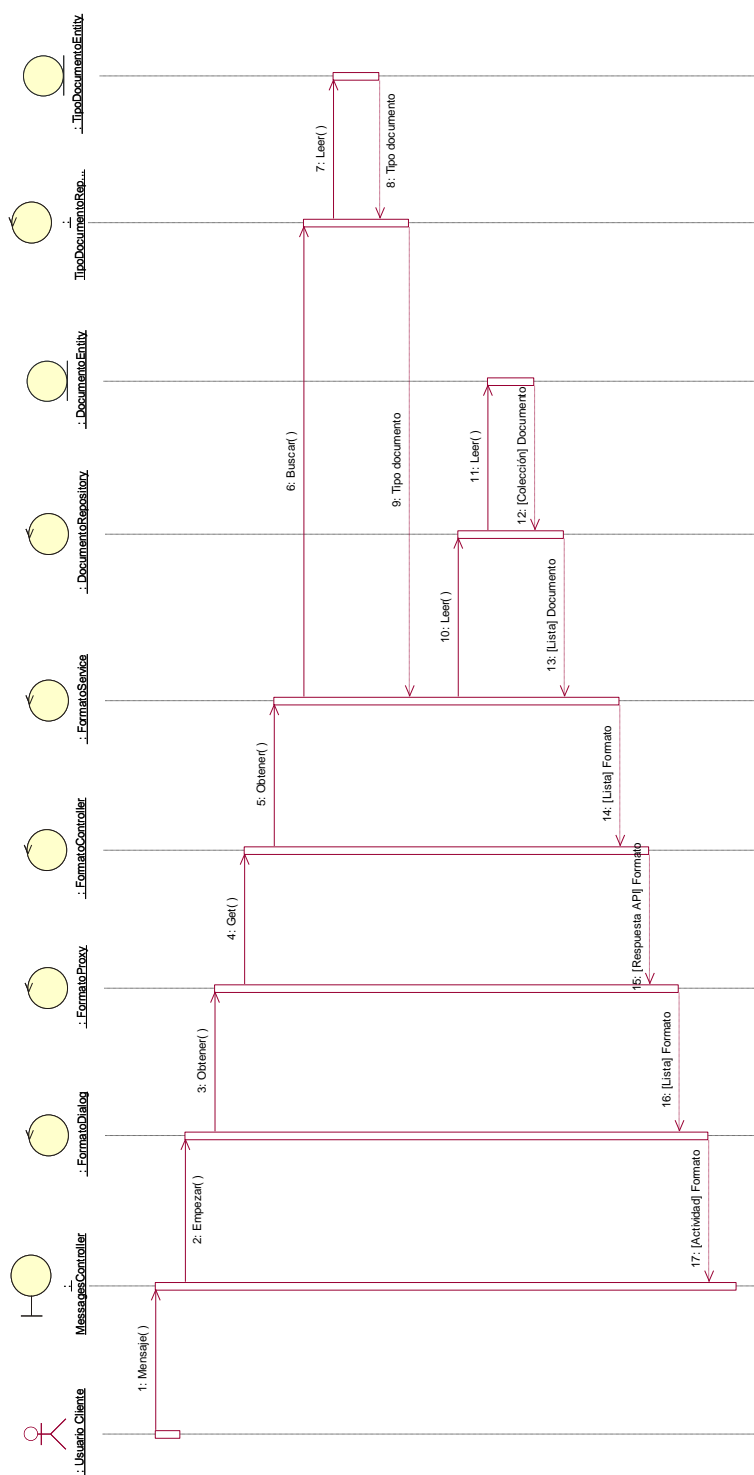 : Usuario Cliente
:
MessagesController
: FormatoDialog
: FormatoProxy
: FormatoController
: FormatoService
: DocumentoRepository
: DocumentoEntity
:
TipoDocumentoRep...
: TipoDocumentoEntity
1: Mensaje( )
2: Empezar( )
3: Obtener( )
4: Get( )
5: Obtener( )
6: Buscar( )
7: Leer( )
8: Tipo documento
9: Tipo documento
10: Leer( )
11: Leer( )
12: [Colección] Documento
13: [Lista] Documento
14: [Lista] Formato
15: [Respuesta API] Formato
16: [Lista] Formato
17: [Actividad] Formato